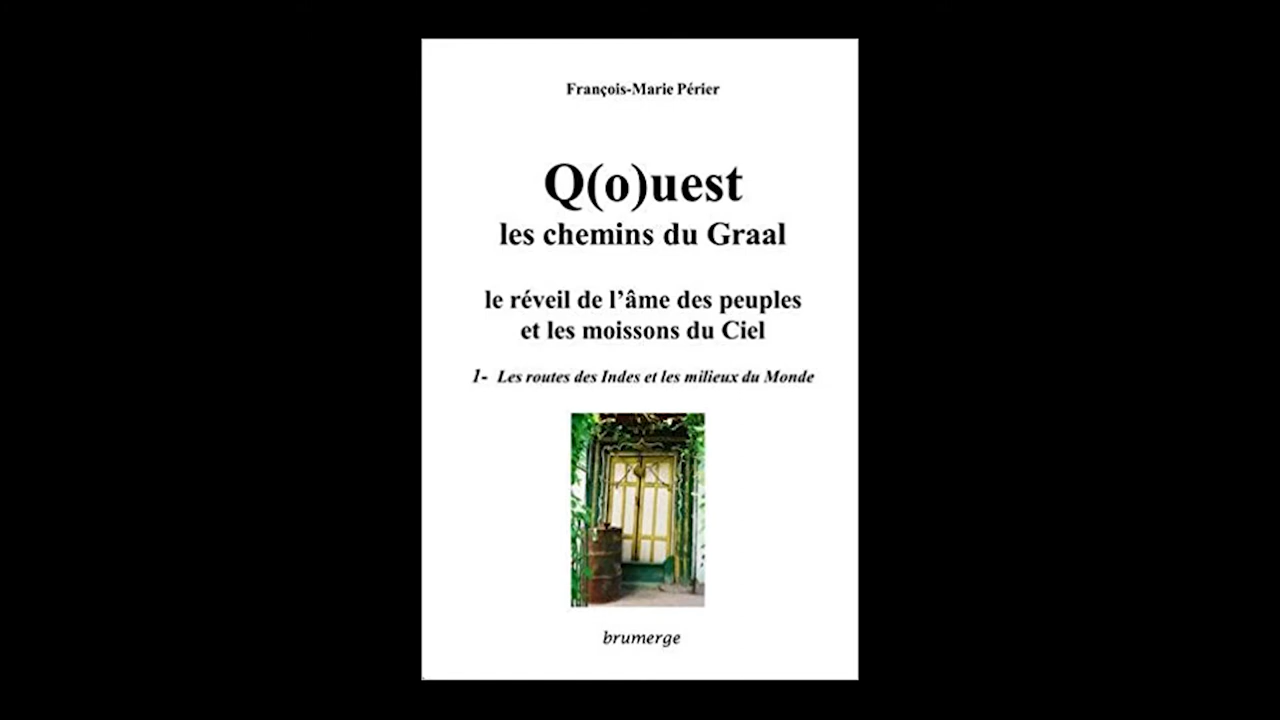 François-Marie Périer
Q(o)uest
les chemins du Graal
le réveil de l’âme des peuples
et les moissons du Ciel
1- Les routes des Indes et les milieux du Monde
brumerge